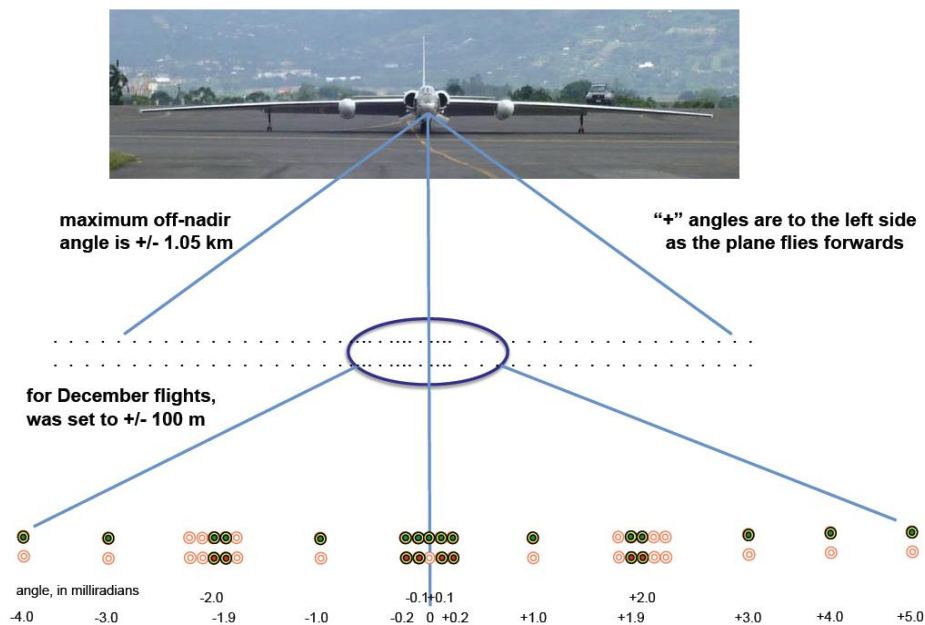 maximum off-nadir
angle is +/- 1.05 km
“+” angles are to the left side
as the plane flies forwards
for December flights,
was set to +/- 100 m
angle, in milliradians
-2.0 -0.1 +0.1 +2.0
-4.0 -3.0 -1.9 -1.0 -0.2 0 +0.2 +1.0 +1.9 +3.0 +4.0 +5.0